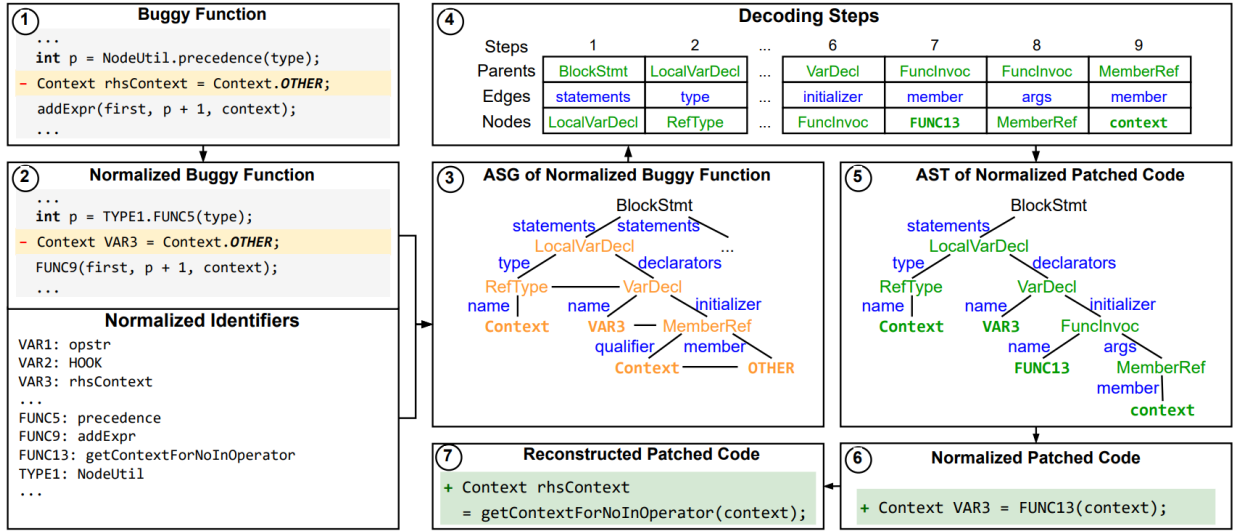 1 Buggy Function
...
int p = NodeUtil.precedence(type);
- Context rhsContext = Context.OTHER;
addExpr(first, p + 1, context);
...
2 Normalized Buggy Function
...
int p = TYPE1.FUNC5(type);
- Context VAR3 = Context.OTHER;
FUNC9(first, p + 1, context);
...
Normalized Identifiers
VAR1: opstr
VAR2: HOOK
VAR3: rhsContext
...
FUNC5: precedence
FUNC9: addExpr
FUNC13: getContextForNoInOperator
TYPE1: NodeUtil
...
3 ASG of Normalized Buggy Function
BlockStmt
statements statements
LocalVarDecl ...
type declarators
RefType VarDecl
name name initializer
Context VAR3 MemberRef
qualifier member
Context OTHER
4 Decoding Steps
Steps 1 2 ... 6 7 8 9
Parents BlockStmt LocalVarDecl ... VarDecl FuncInvoc FuncInvoc MemberRef
Edges statements type ... initializer member args member
Nodes LocalVarDecl RefType ... FuncInvoc FUNC13 MemberRef context
5 AST of Normalized Patched Code
BlockStmt
statements
LocalVarDecl
type declarators
RefType VarDecl
name name initializer
Context VAR3 FuncInvoc
name args
FUNC13 MemberRef
member
context
6 Normalized Patched Code
+ Context VAR3 = FUNC13(context);
7 Reconstructed Patched Code
+ Context rhsContext
= getContextForNoInOperator(context);